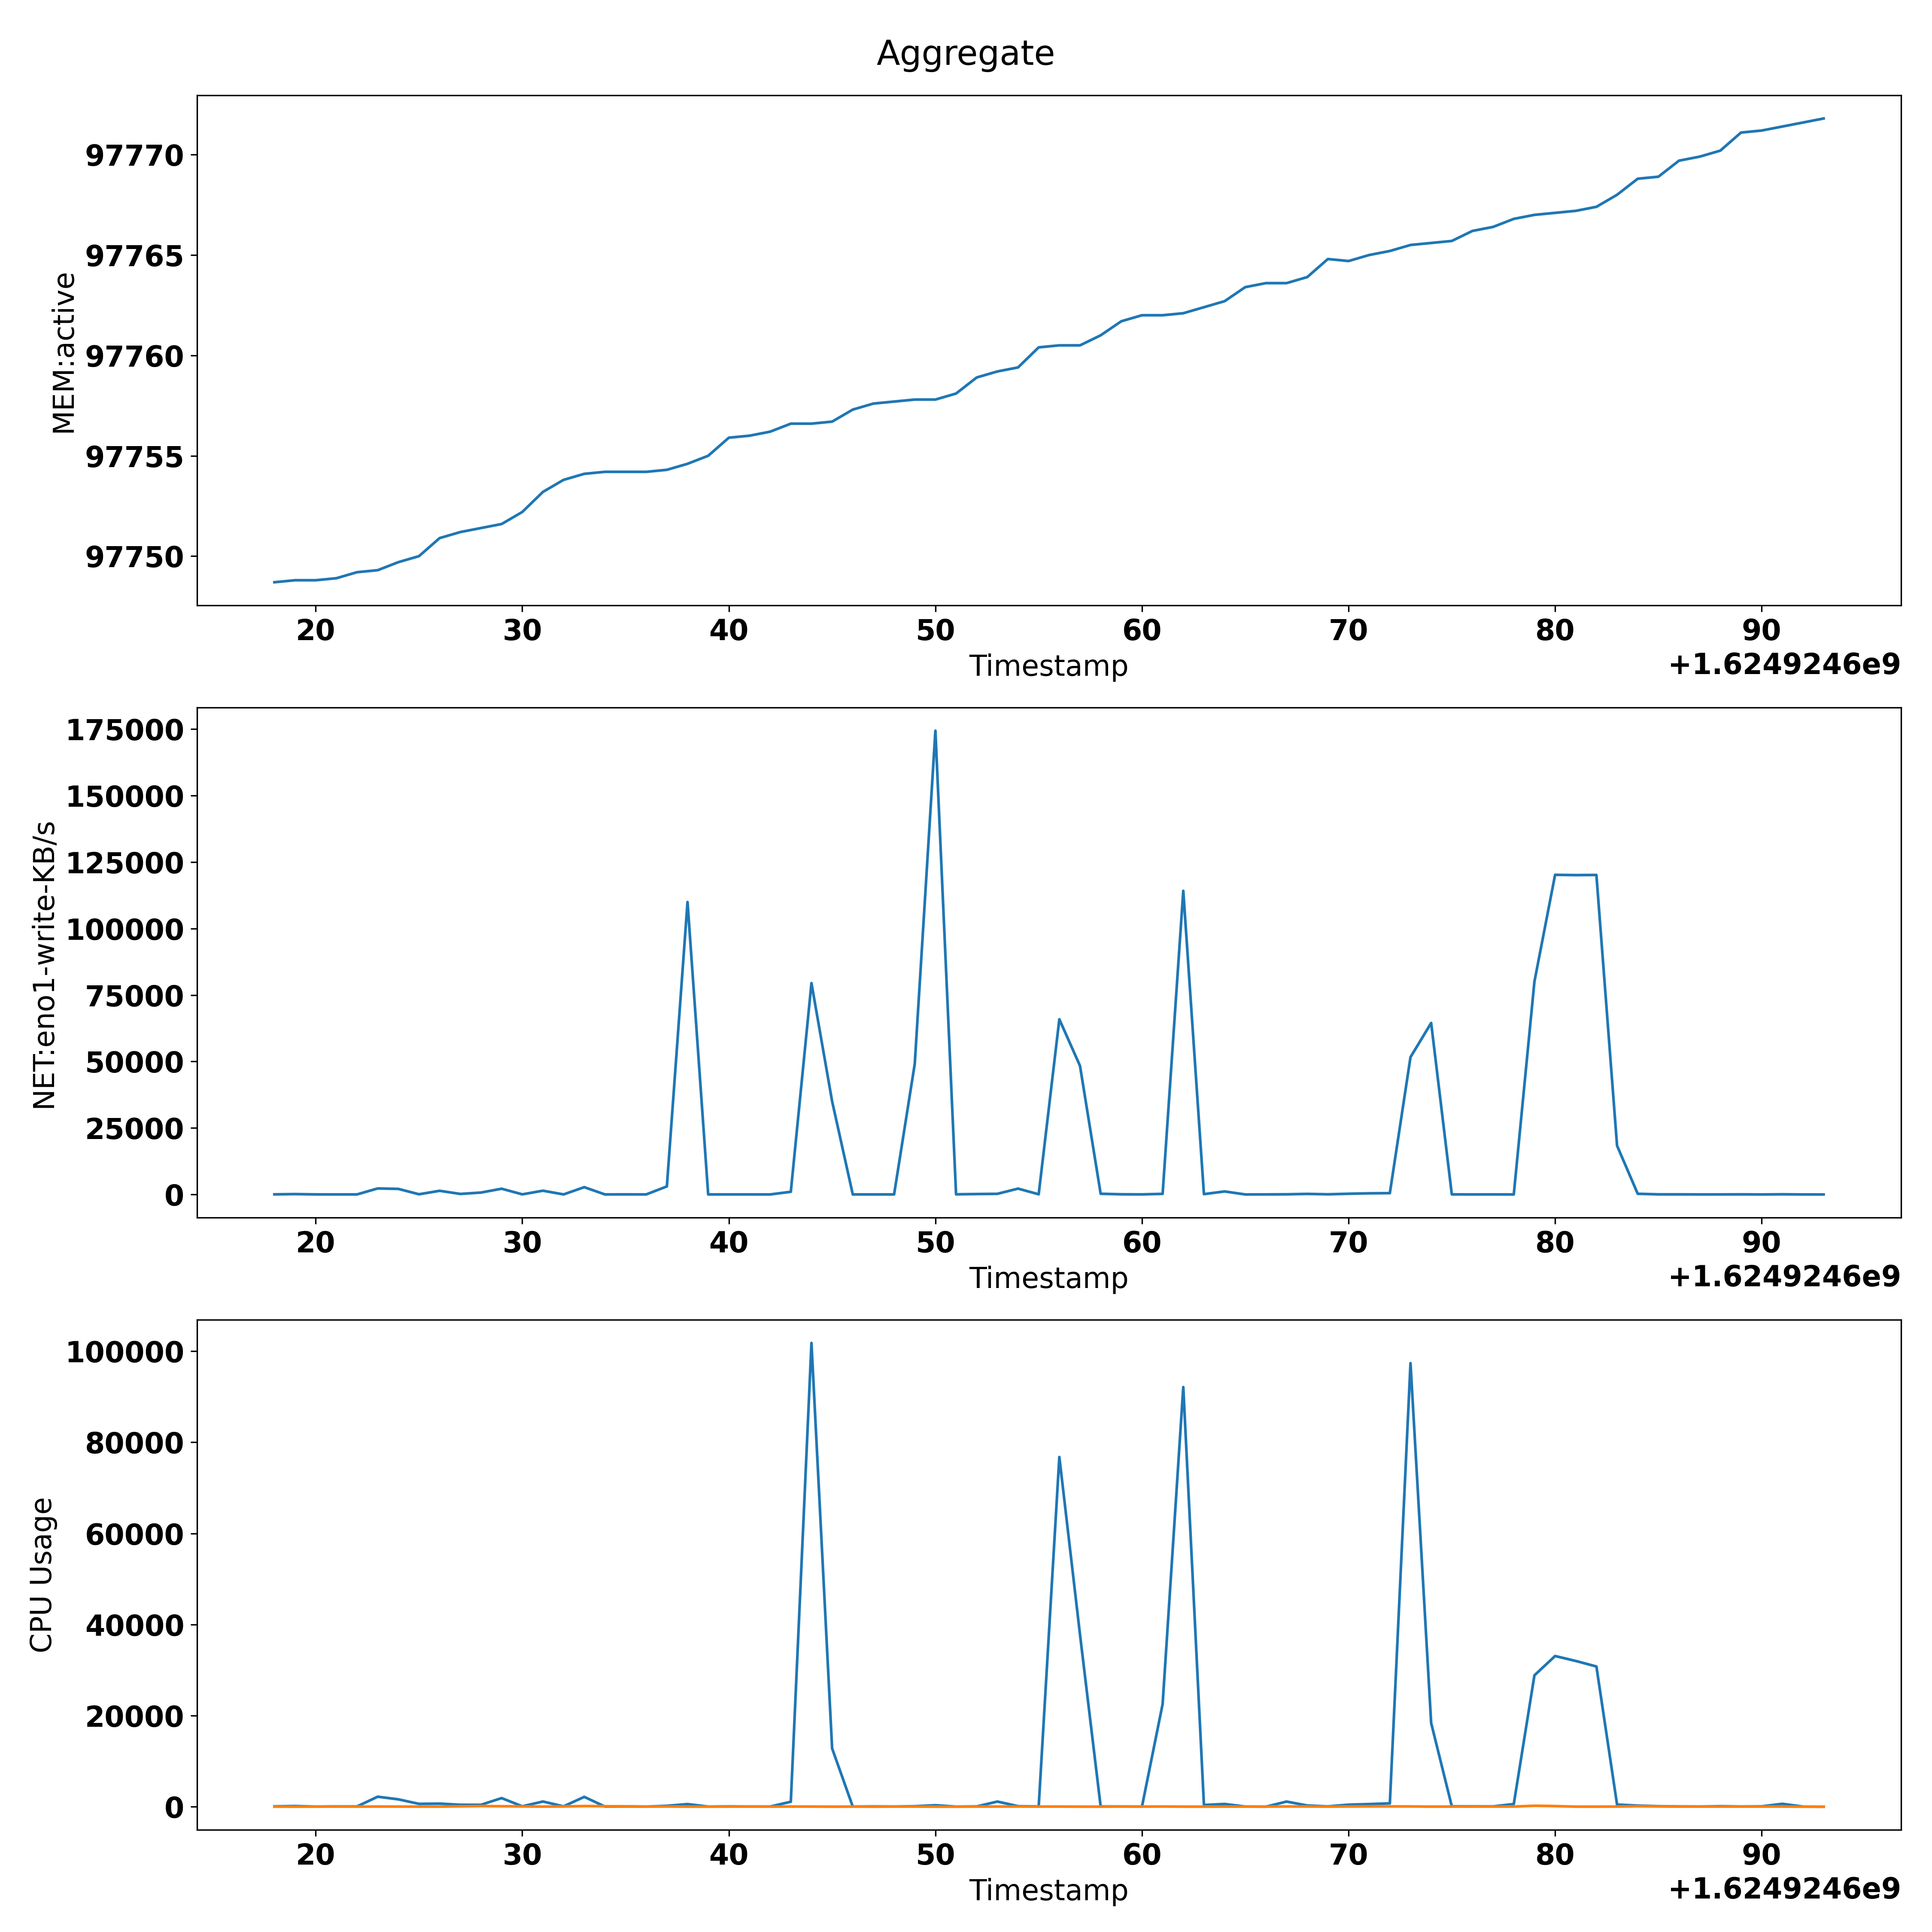 Aggregate
97770
97765
97760
97755
97750
MEM:active
20 30 40 50 60 70 80 90
Timestamp
+1.6249246e9
175000
150000
125000
100000
75000
50000
25000
0
NET:eno1-write-KB/s
20 30 40 50 60 70 80 90
Timestamp
+1.6249246e9
100000
80000
60000
40000
20000
0
CPU Usage
20 30 40 50 60 70 80 90
Timestamp
+1.6249246e9